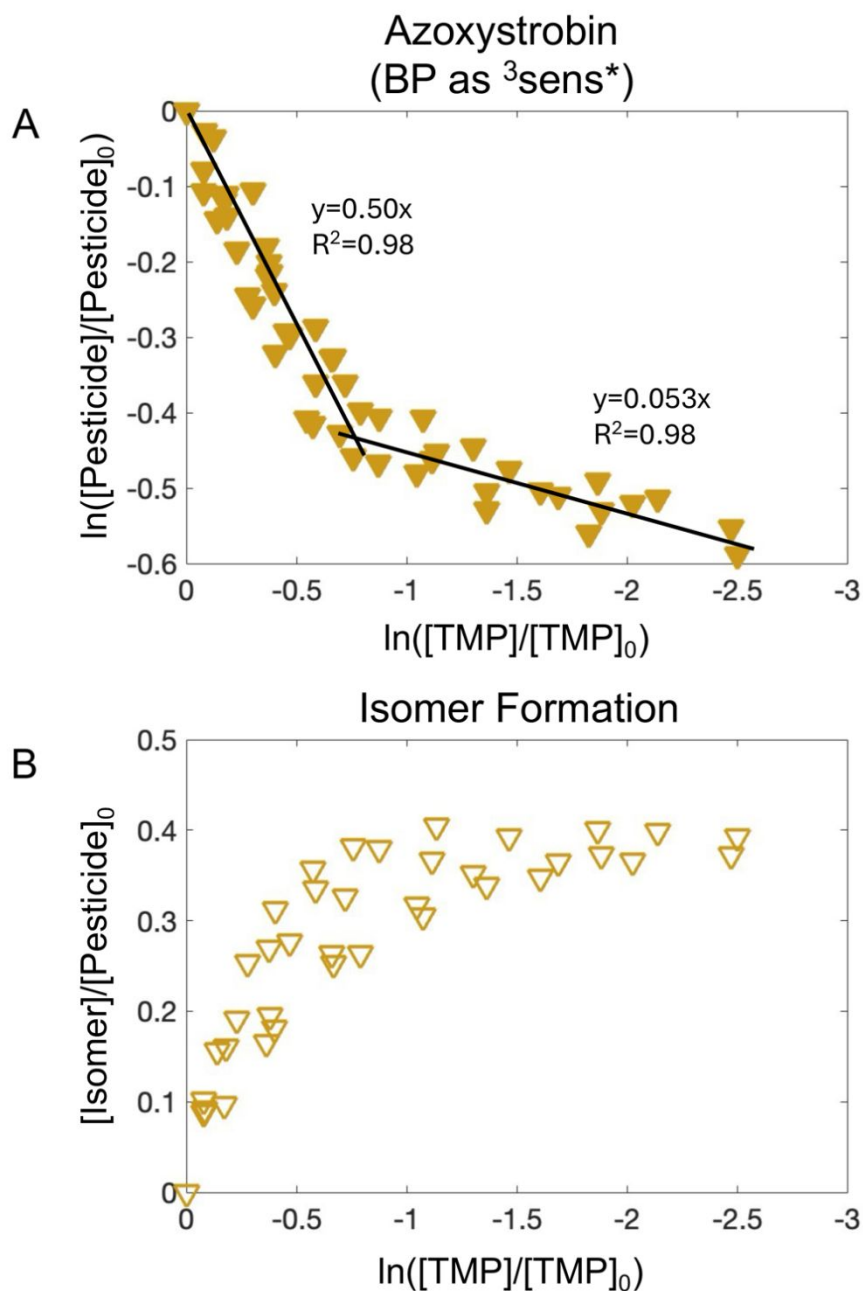 Azoxystrobin
(BP as ³sens*)
A
ln([Pesticide]/[Pesticide]₀)
0
-0.1
-0.2
-0.3
-0.4
-0.5
-0.6
y=0.50x
R²=0.98
y=0.053x
R²=0.98
0
-0.5
-1
-1.5
-2
-2.5
-3
ln([TMP]/[TMP]₀)
Isomer Formation
B
[Isomer]/[Pesticide]₀
0.5
0.4
0.3
0.2
0.1
0
0
-0.5
-1
-1.5
-2
-2.5
-3
ln([TMP]/[TMP]₀)